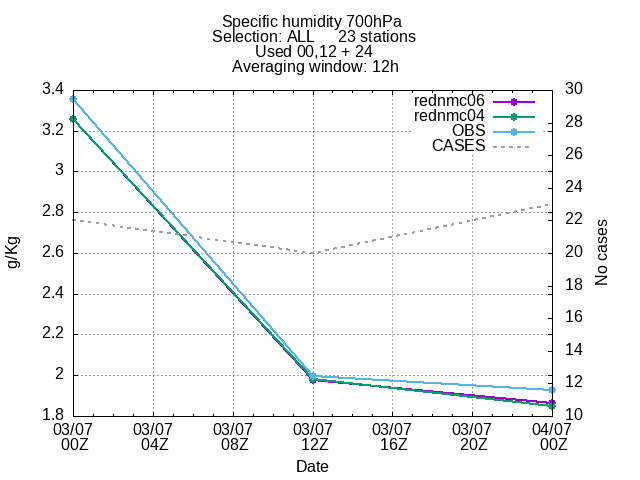 Specific humidity 700hPa
Selection: ALL 23 stations
Used 00,12 + 24
Averaging window: 12h
rednmc06
rednmc04
OBS
CASES
3.4
3.2
3
2.8
2.6
2.4
2.2
2
1.8
g/Kg
30
28
26
24
22
20
18
16
14
12
10
No cases
03/07 03/07 03/07 03/07 03/07 03/07 04/07
00Z 04Z 08Z 12Z 16Z 20Z 00Z
Date